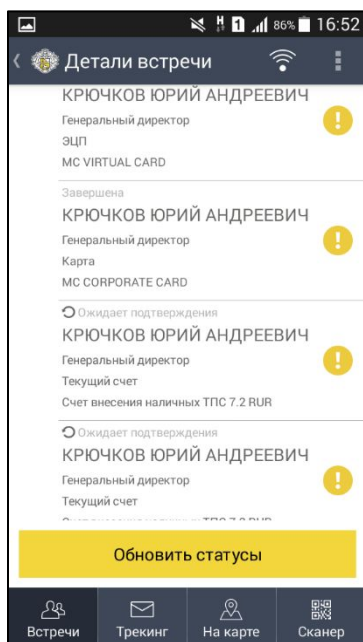 86% 16:52
Детали встречи
КРЮЧКОВ ЮРИЙ АНДРЕЕВИЧ
Генеральный директор
ЭЦП
MC VIRTUAL CARD
Завершена
КРЮЧКОВ ЮРИЙ АНДРЕЕВИЧ
Генеральный директор
Карта
MC CORPORATE CARD
Ожидает подтверждения
КРЮЧКОВ ЮРИЙ АНДРЕЕВИЧ
Генеральный директор
Текущий счет
Счет внесения наличных ТПС 7.2 RUR
Ожидает подтверждения
КРЮЧКОВ ЮРИЙ АНДРЕЕВИЧ
Генеральный директор
Текущий счет
Обновить статусы
Встречи Трекинг На карте Сканер